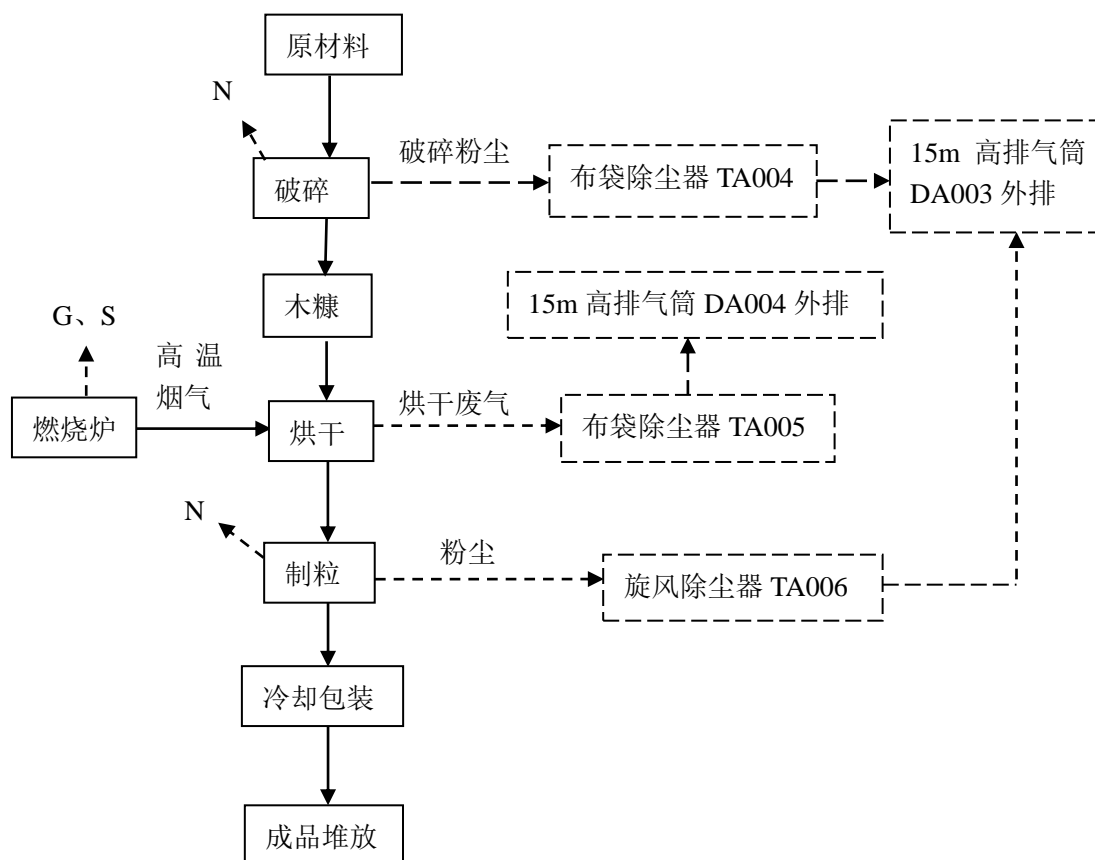 原材料
N
破碎粉尘
15m 高排气筒
DA003 外排
破碎
布袋除尘器 TA004
木糠
15m 高排气筒 DA004 外排
G、S
高 温
烟气
燃烧炉
烘干
烘干废气
布袋除尘器 TA005
N
粉尘
制粒
旋风除尘器 TA006
冷却包装
成品堆放